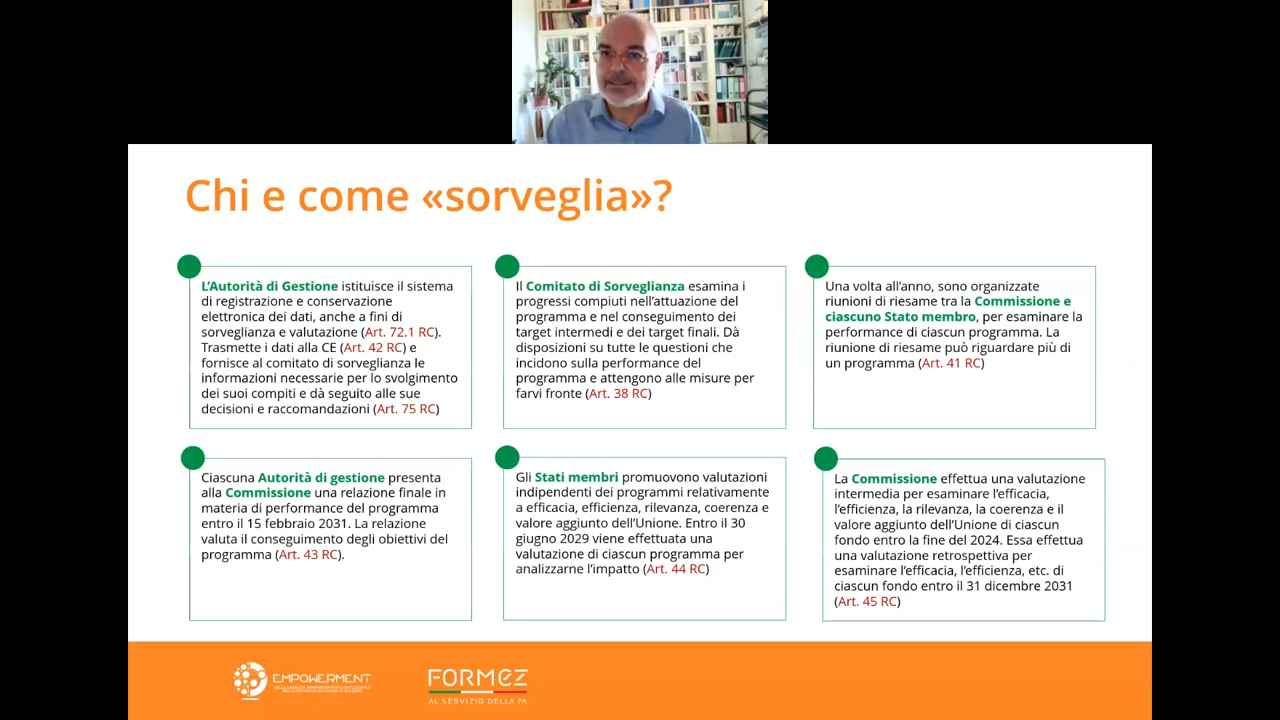 Chi e come «sorveglia»?
L’Autorità di Gestione istituisce il sistema
di registrazione e conservazione
elettronica dei dati, anche a fini di
sorveglianza e valutazione (Art. 72.1 RC).
Trasmette i dati alla CE (Art. 42 RC) e
fornisce al comitato di sorveglianza le
informazioni necessarie per lo svolgimento
dei suoi compiti e dà seguito alle sue
decisioni e raccomandazioni (Art. 75 RC)
Il Comitato di Sorveglianza esamina i
progressi compiuti nell’attuazione del
programma e nel conseguimento dei
target intermedi e dei target finali. Dà
disposizioni su tutte le questioni che
incidono sulla performance del
programma e attengono alle misure per
farvi fronte (Art. 38 RC)
Una volta all’anno, sono organizzate
riunioni di riesame tra la Commissione e
ciascuno Stato membro, per esaminare la
performance di ciascun programma. La
riunione di riesame può riguardare più di
un programma (Art. 41 RC)
Ciascuna Autorità di gestione presenta
alla Commissione una relazione finale in
materia di performance del programma
entro il 15 febbraio 2031. La relazione
valuta il conseguimento degli obiettivi del
programma (Art. 43 RC).
Gli Stati membri promuovono valutazioni
indipendenti dei programmi relativamente
a efficacia, efficienza, rilevanza, coerenza e
valore aggiunto dell’Unione. Entro il 30
giugno 2029 viene effettuata una
valutazione di ciascun programma per
analizzarne l’impatto (Art. 44 RC)
La Commissione effettua una valutazione
intermedia per esaminare l’efficacia,
l’efficienza, la rilevanza, la coerenza e il
valore aggiunto dell’Unione di ciascun
fondo entro la fine del 2024. Essa effettua
una valutazione retrospettiva per
esaminare l’efficacia, l’efficienza, etc. di
ciascun fondo entro il 31 dicembre 2031
(Art. 45 RC)
EMPOWERMENT
FORMEZ
AL SERVIZIO DELLA PA